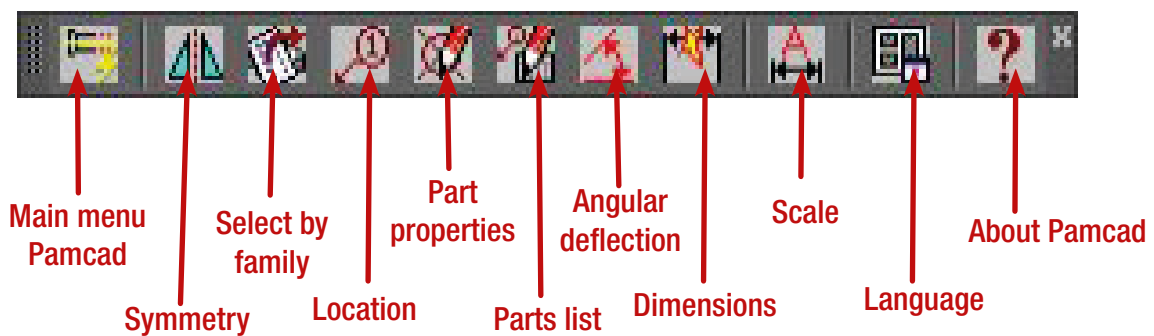 1
A
?
x
Main menu
Pamcad
Symmetry
Select by
family
Location
Part
properties
Parts list
Angular
deflection
Dimensions
Scale
Language
About Pamcad